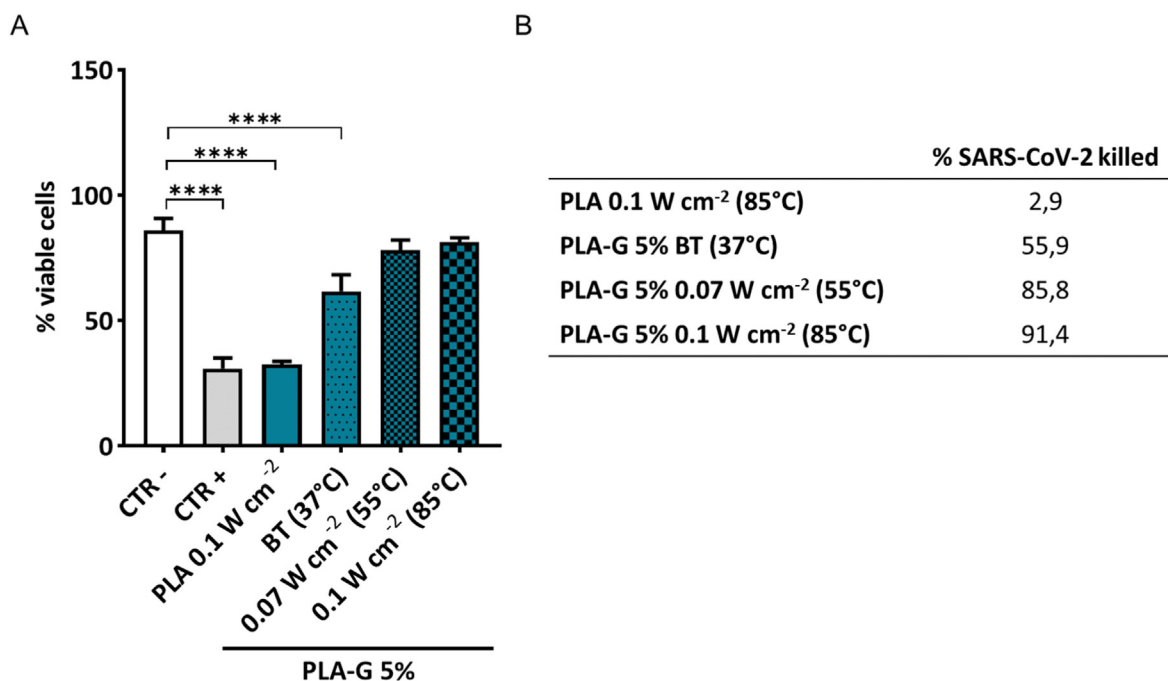 A
B
150
100
50
0
% viable cells
****
****
****
CTR -
CTR +
PLA 0.1 W cm⁻²
BT (37°C)
0.07 W cm⁻² (55°C)
0.1 W cm⁻² (85°C)
PLA-G 5%
% SARS-CoV-2 killed
PLA 0.1 W cm⁻² (85°C) 2,9
PLA-G 5% BT (37°C) 55,9
PLA-G 5% 0.07 W cm⁻² (55°C) 85,8
PLA-G 5% 0.1 W cm⁻² (85°C) 91,4